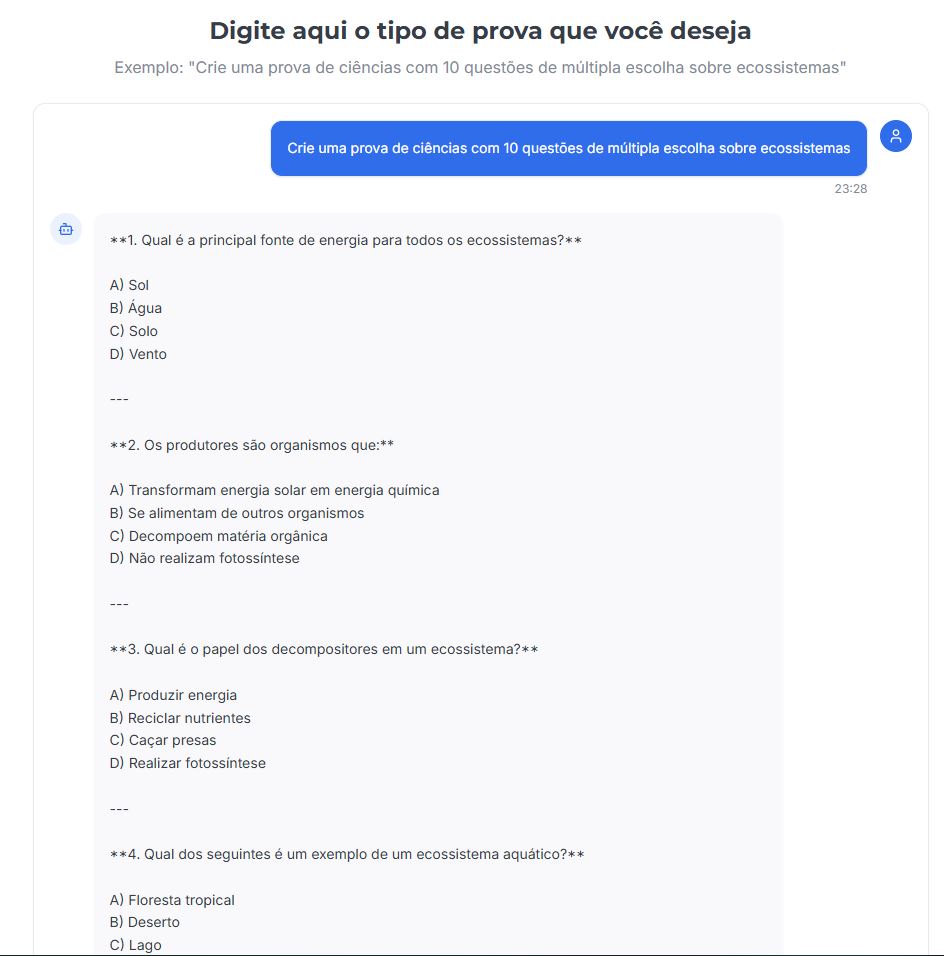 Digite aqui o tipo de prova que você deseja
Exemplo: "Crie uma prova de ciências com 10 questões de múltipla escolha sobre ecossistemas"
Crie uma prova de ciências com 10 questões de múltipla escolha sobre ecossistemas
23:28
**1. Qual é a principal fonte de energia para todos os ecossistemas?**
A) Sol
B) Água
C) Solo
D) Vento
---
**2. Os produtores são organismos que:**
A) Transformam energia solar em energia química
B) Se alimentam de outros organismos
C) Decompoem matéria orgânica
D) Não realizam fotossíntese
---
**3. Qual é o papel dos decompositores em um ecossistema?**
A) Produzir energia
B) Reciclar nutrientes
C) Caçar presas
D) Realizar fotossíntese
---
**4. Qual dos seguintes é um exemplo de um ecossistema aquático?**
A) Floresta tropical
B) Deserto
C) Lago